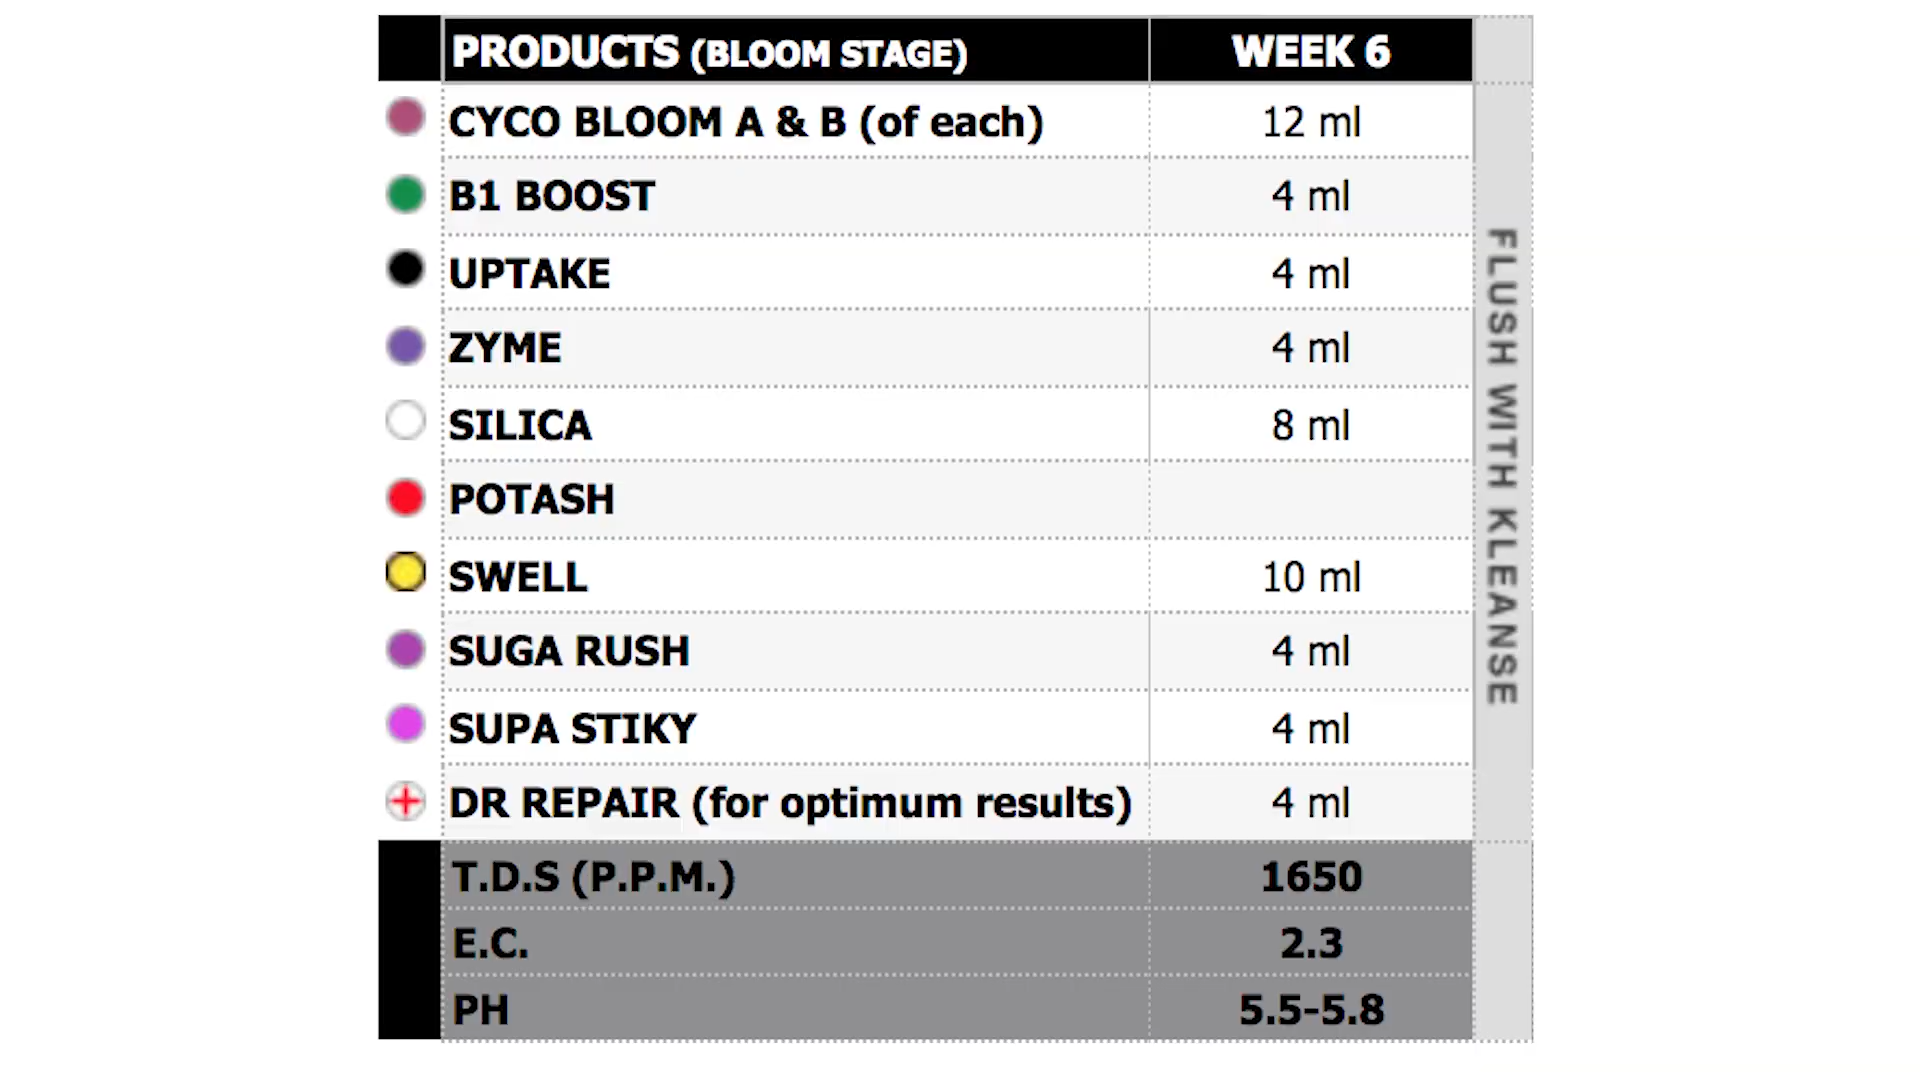 PRODUCTS (BLOOM STAGE) WEEK 6
CYCO BLOOM A & B (of each) 12 ml
B1 BOOST 4 ml
UPTAKE 4 ml
ZYME 4 ml
SILICA 8 ml
POTASH
SWELL 10 ml
SUGA RUSH 4 ml
SUPA STIKY 4 ml
DR REPAIR (for optimum results) 4 ml
T.D.S (P.P.M.) 1650
E.C. 2.3
PH 5.5-5.8
FLUSH WITH KLEANSE